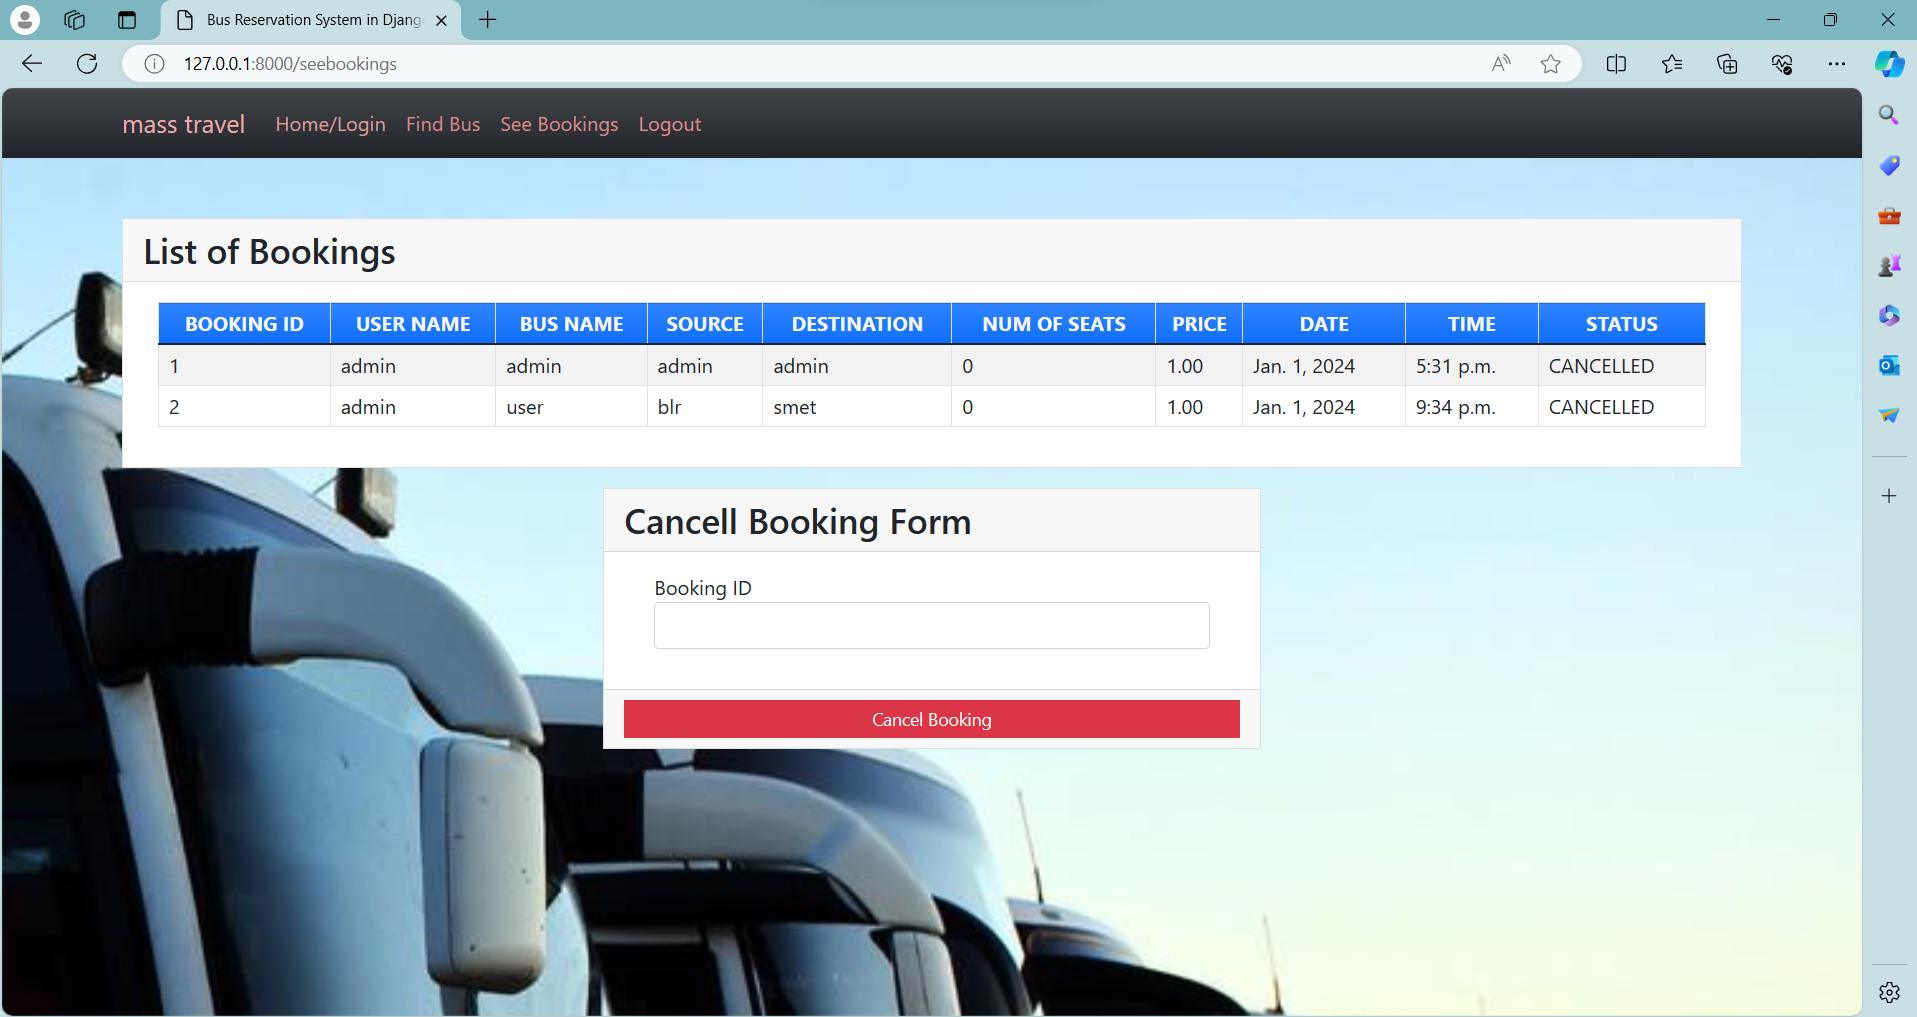 Bus Reservation System in Djang
127.0.0.1:8000/seebookings
mass travel Home/Login Find Bus See Bookings Logout
List of Bookings
BOOKING ID USER NAME BUS NAME SOURCE DESTINATION NUM OF SEATS PRICE DATE TIME STATUS
1 admin admin admin admin 0 1.00 Jan. 1, 2024 5:31 p.m. CANCELLED
2 admin user blr smet 0 1.00 Jan. 1, 2024 9:34 p.m. CANCELLED
Cancell Booking Form
Booking ID
Cancel Booking